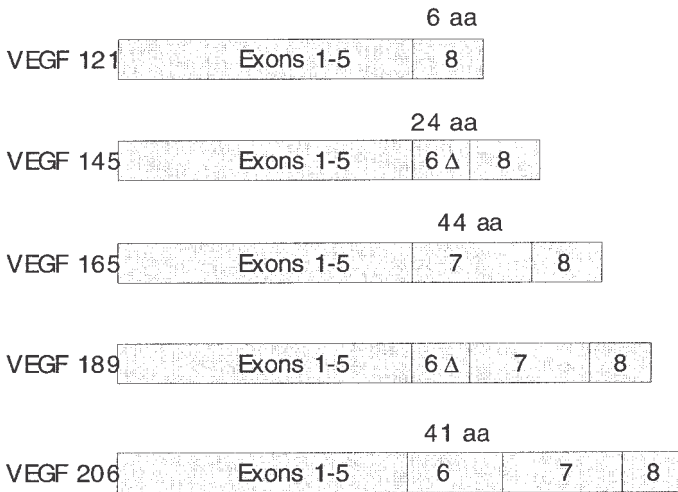 6 aa
VEGF 121 Exons 1-5 8
24 aa
VEGF 145 Exons 1-5 6 Δ 8
44 aa
VEGF 165 Exons 1-5 7 8
VEGF 189 Exons 1-5 6 Δ 7 8
41 aa
VEGF 206 Exons 1-5 6 7 8